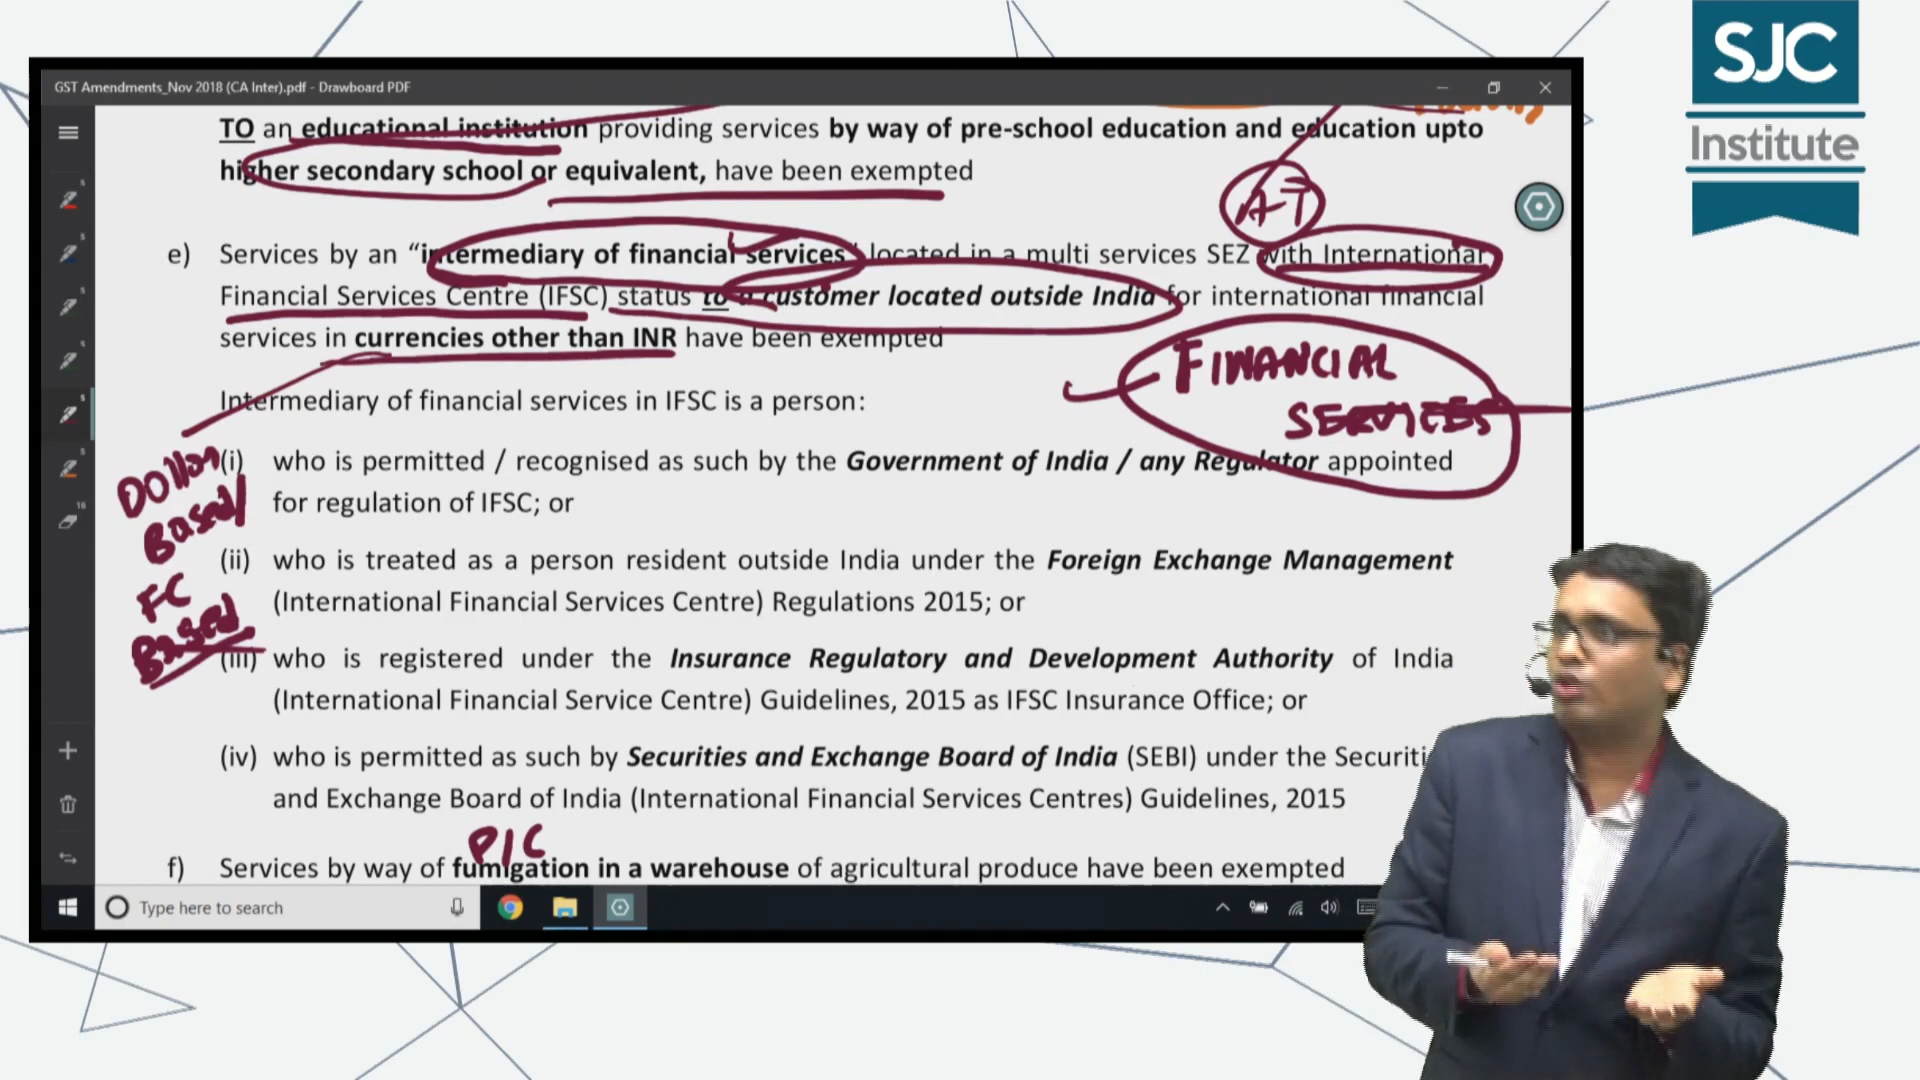 SJC
Institute
GST Amendments_Nov 2018 (CA Inter).pdf - Drawboard PDF
TO an educational institution providing services by way of pre-school education and education upto
higher secondary school or equivalent, have been exempted
A-T
e) Services by an “intermediary of financial services” located in a multi services SEZ with International
Financial Services Centre (IFSC) status to a customer located outside India for international financial
services in currencies other than INR have been exempted
FINANCIAL
SERVICES
Intermediary of financial services in IFSC is a person:
(i) who is permitted / recognised as such by the Government of India / any Regulator appointed
for regulation of IFSC; or
Dollar
Based/
FC
Based
(ii) who is treated as a person resident outside India under the Foreign Exchange Management
(International Financial Services Centre) Regulations 2015; or
(iii) who is registered under the Insurance Regulatory and Development Authority of India
(International Financial Service Centre) Guidelines, 2015 as IFSC Insurance Office; or
(iv) who is permitted as such by Securities and Exchange Board of India (SEBI) under the Securiti
and Exchange Board of India (International Financial Services Centres) Guidelines, 2015
P/C
f) Services by way of fumigation in a warehouse of agricultural produce have been exempted
Type here to search